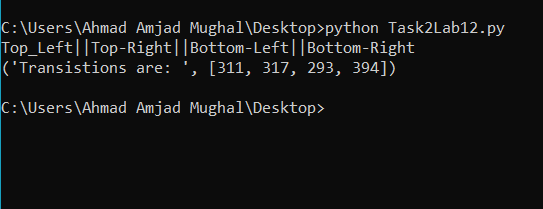 C:\Users\Ahmad Amjad Mughal\Desktop>python Task2Lab12.py
Top_Left||Top-Right||Bottom-Left||Bottom-Right
('Transistions are: ', [311, 317, 293, 394])
C:\Users\Ahmad Amjad Mughal\Desktop>